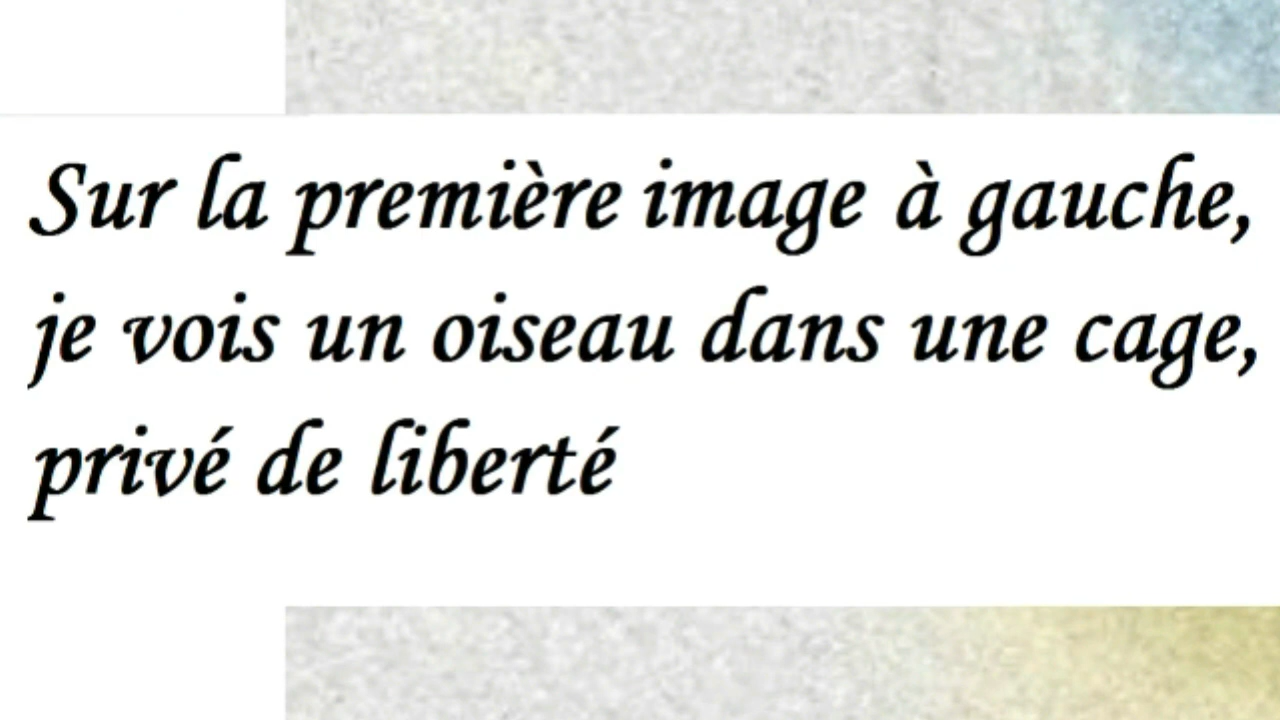 Sur la première image à gauche,
je vois un oiseau dans une cage,
privé de liberté